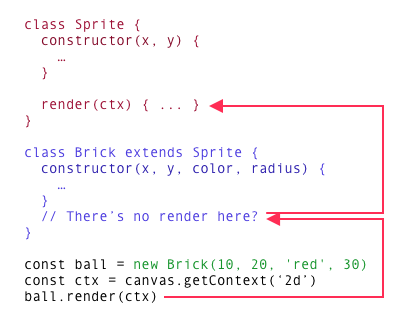 class Sprite {
constructor(x, y) {
…
}
render(ctx) { ... }
}
class Brick extends Sprite {
constructor(x, y, color, radius) {
…
}
// There's no render here?
}
const ball = new Brick(10, 20, 'red', 30)
const ctx = canvas.getContext(‘2d’)
ball.render(ctx)